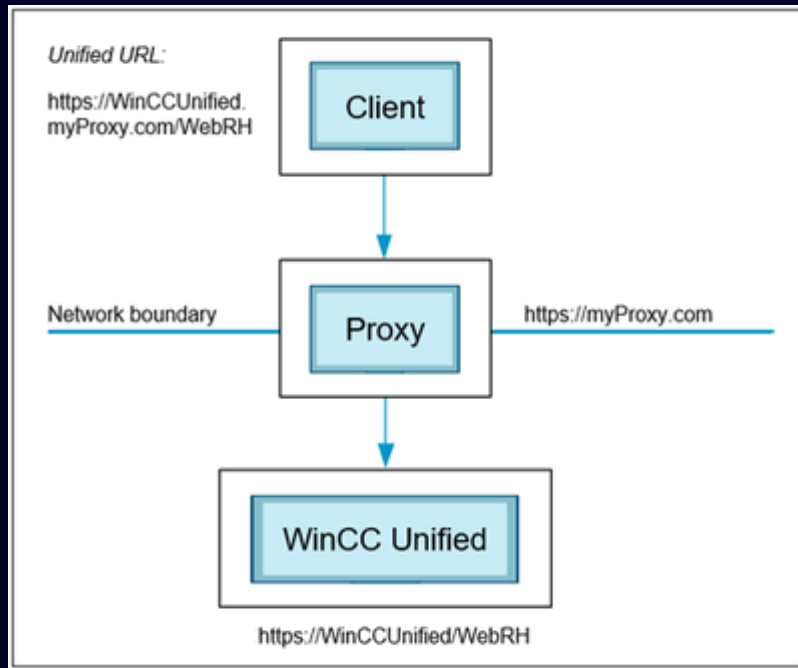 Unified URL:
https://WinCCUnified.
myProxy.com/WebRH
Client
Network boundary
Proxy
https://myProxy.com
WinCC Unified
https://WinCCUnified/WebRH